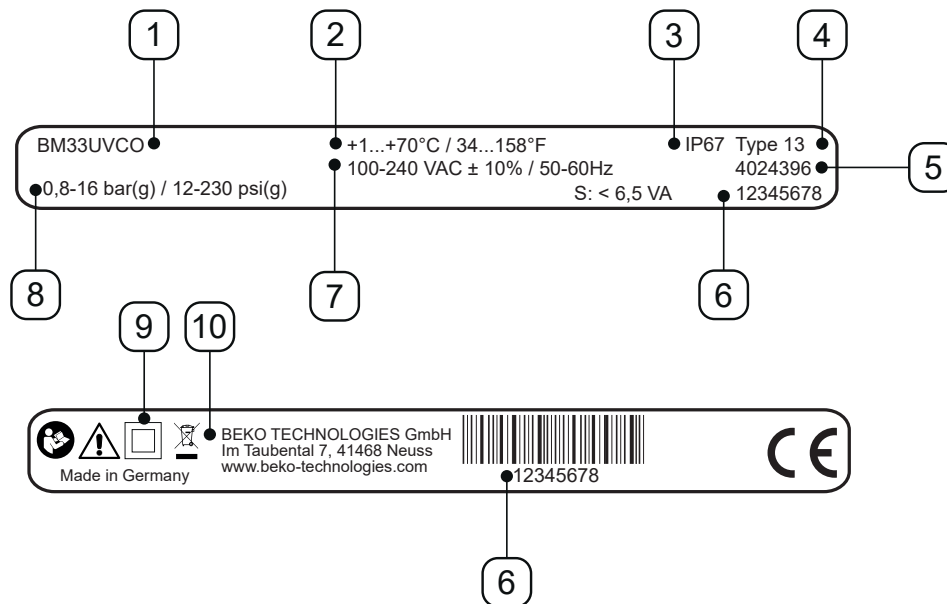 1 2 3 4
BM33UVCO +1...+70°C / 34...158°F IP67 Type 13
100-240 VAC ± 10% / 50-60Hz 4024396 5
0,8-16 bar(g) / 12-230 psi(g) S: < 6,5 VA 12345678
8 7 6
9 10
BEKO TECHNOLOGIES GmbH
Im Taubental 7, 41468 Neuss
Made in Germany www.beko-technologies.com
12345678
CE
6